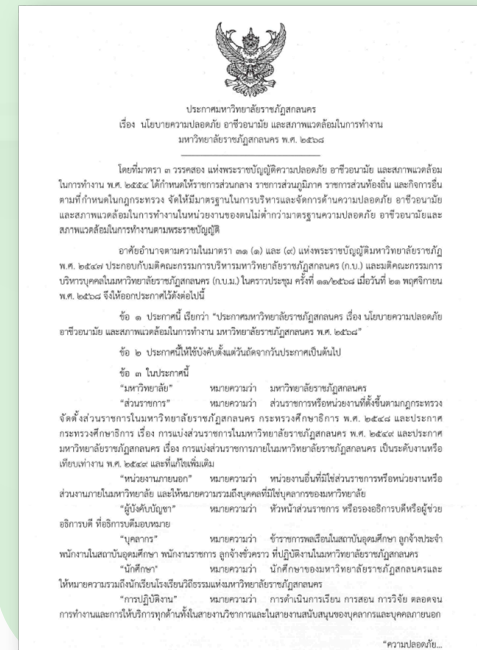 ประกาศมหาวิทยาลัยราชภัฏสกลนคร
เรื่อง นโยบายความปลอดภัย อาชีวอนามัย และสภาพแวดล้อมในการทำงาน
มหาวิทยาลัยราชภัฏสกลนคร พ.ศ. ๒๕๖๘
โดยที่มาตรา ๓ วรรคสอง แห่งพระราชบัญญัติความปลอดภัย อาชีวอนามัย และสภาพแวดล้อม
ในการทำงาน พ.ศ. ๒๕๕๔ ได้กำหนดให้ราชการส่วนกลาง ราชการส่วนภูมิภาค ราชการส่วนท้องถิ่น และกิจการอื่น
ตามที่กำหนดในกฎกระทรวง จัดให้มีมาตรฐานในการบริหารและจัดการด้านความปลอดภัย อาชีวอนามัย
และสภาพแวดล้อมในการทำงานในหน่วยงานของตนไม่ต่ำกว่ามาตรฐานความปลอดภัย อาชีวอนามัยและ
สภาพแวดล้อมในการทำงานตามพระราชบัญญัติ
อาศัยอำนาจตามความในมาตรา ๓๑ (๑) และ (๙) แห่งพระราชบัญญัติมหาวิทยาลัยราชภัฏ
พ.ศ. ๒๕๔๗ ประกอบกับมติคณะกรรมการบริหารมหาวิทยาลัยราชภัฏสกลนคร (ก.บ.) และมติคณะกรรมการ
บริหารบุคคลในมหาวิทยาลัยราชภัฏสกลนคร (ก.บ.ม.) ในคราวประชุม ครั้งที่ ๑๑/๒๕๖๘ เมื่อวันที่ ๒๑ พฤศจิกายน
พ.ศ. ๒๕๖๘ จึงให้ออกประกาศไว้ดังต่อไปนี้
ข้อ ๑ ประกาศนี้ เรียกว่า “ประกาศมหาวิทยาลัยราชภัฏสกลนคร เรื่อง นโยบายความปลอดภัย
อาชีวอนามัย และสภาพแวดล้อมในการทำงาน มหาวิทยาลัยราชภัฏสกลนคร พ.ศ. ๒๕๖๘”
ข้อ ๒ ประกาศนี้ให้ใช้บังคับตั้งแต่วันถัดจากวันประกาศเป็นต้นไป
ข้อ ๓ ในประกาศนี้
“มหาวิทยาลัย” หมายความว่า มหาวิทยาลัยราชภัฏสกลนคร
“ส่วนราชการ” หมายความว่า ส่วนราชการหรือหน่วยงานที่ตั้งขึ้นตามกฎกระทรวง
จัดตั้งส่วนราชการในมหาวิทยาลัยราชภัฏสกลนคร กระทรวงศึกษาธิการ พ.ศ. ๒๕๔๘ และประกาศ
กระทรวงศึกษาธิการ เรื่อง การแบ่งส่วนราชการในมหาวิทยาลัยราชภัฏสกลนคร พ.ศ. ๒๕๔๙ และประกาศ
มหาวิทยาลัยราชภัฏสกลนคร เรื่อง การแบ่งส่วนราชการภายในมหาวิทยาลัยราชภัฏสกลนคร เป็นระดับงานหรือ
เทียบเท่างาน พ.ศ. ๒๕๔๙ และที่แก้ไขเพิ่มเติม
“หน่วยงานภายนอก” หมายความว่า หน่วยงานอื่นที่มิใช่ส่วนราชการหรือหน่วยงานหรือ
ส่วนงานภายในมหาวิทยาลัย และให้หมายความรวมถึงบุคคลที่มิใช่บุคลากรของมหาวิทยาลัย
“ผู้บังคับบัญชา” หมายความว่า หัวหน้าส่วนราชการ หรือรองอธิการบดีหรือผู้ช่วย
อธิการบดี ที่อธิการบดีมอบหมาย
“บุคลากร” หมายความว่า ข้าราชการพลเรือนในสถาบันอุดมศึกษา ลูกจ้างประจำ
พนักงานในสถาบันอุดมศึกษา พนักงานราชการ ลูกจ้างชั่วคราว ที่ปฏิบัติงานในมหาวิทยาลัยราชภัฏสกลนคร
“นักศึกษา" หมายความว่า นักศึกษาของมหาวิทยาลัยราชภัฏสกลนครและ
ให้หมายความรวมถึงนักเรียนโรงเรียนวิถีธรรมแห่งมหาวิทยาลัยราชภัฏสกลนคร
“การปฏิบัติงาน” หมายความว่า การดำเนินการเรียน การสอน การวิจัย ตลอดจน
การทำงานและการให้บริการทุกด้านทั้งในสายงานวิชาการและในสายงานสนับสนุนของบุคลากรและบุคคลภายนอก
“ความปลอดภัย...